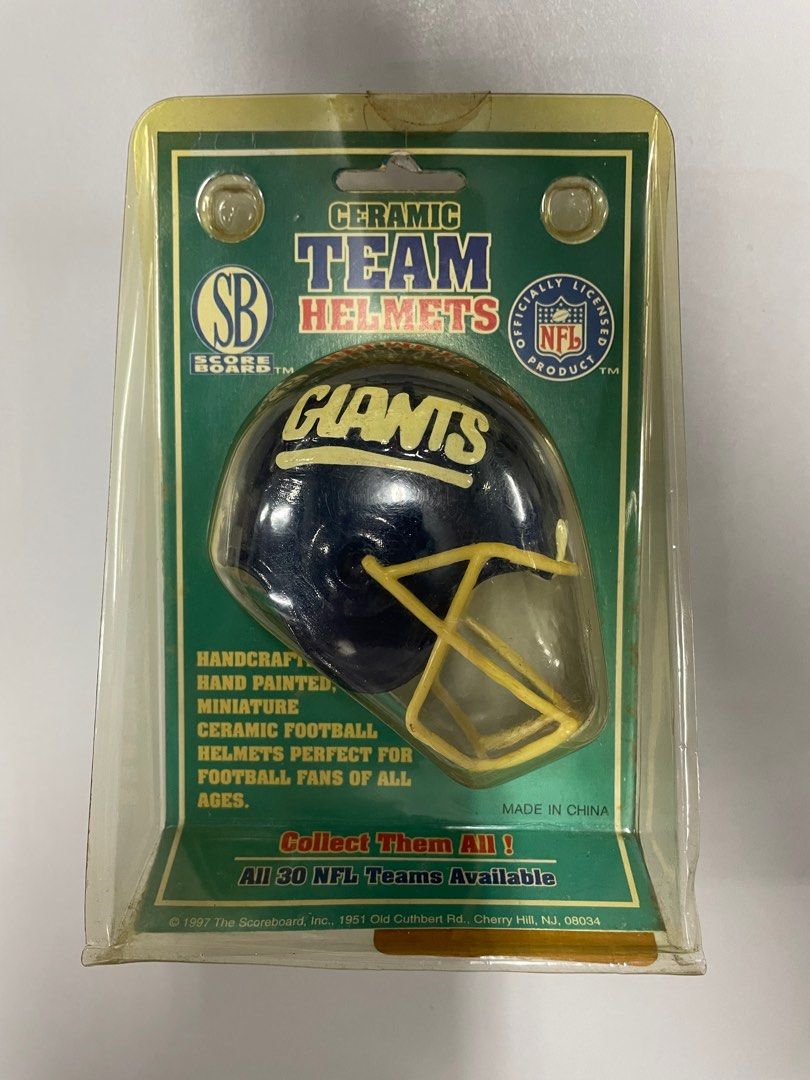 CERAMIC
TEAM
HELMETS
SB
SCORE
BOARD TM
OFFICIALLY LICENSED
NFL
PRODUCT
TM
GIANTS
HANDCRAFT
HAND PAINTED,
MINIATURE
CERAMIC FOOTBALL
HELMETS PERFECT FOR
FOOTBALL FANS OF ALL
AGES.
MADE IN CHINA
Collect Them All !
All 30 NFL Teams Available
© 1997 The Scoreboard, Inc., 1951 Old Cuthbert Rd., Cherry Hill, NJ, 08034